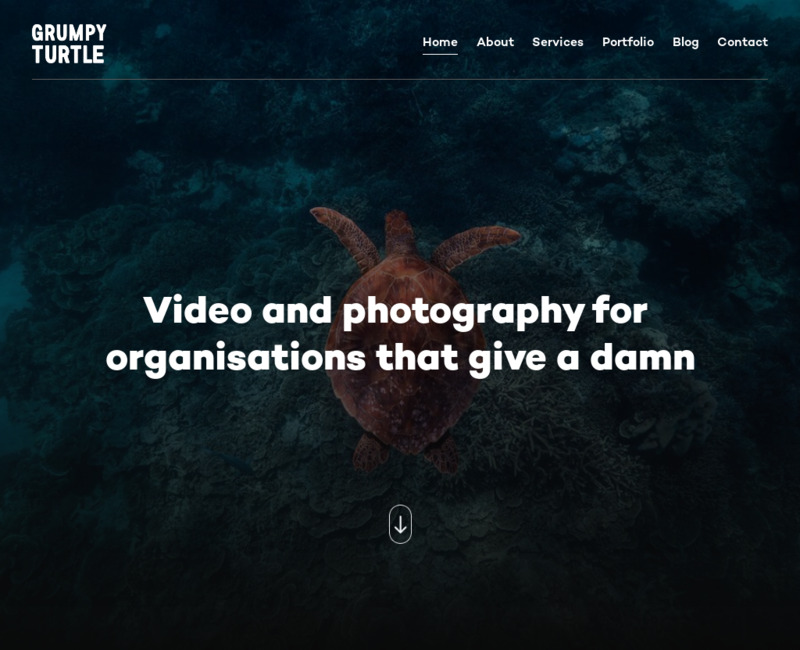 GRUMPY
TURTLE
Home About Services Portfolio Blog Contact
Video and photography for
organisations that give a damn